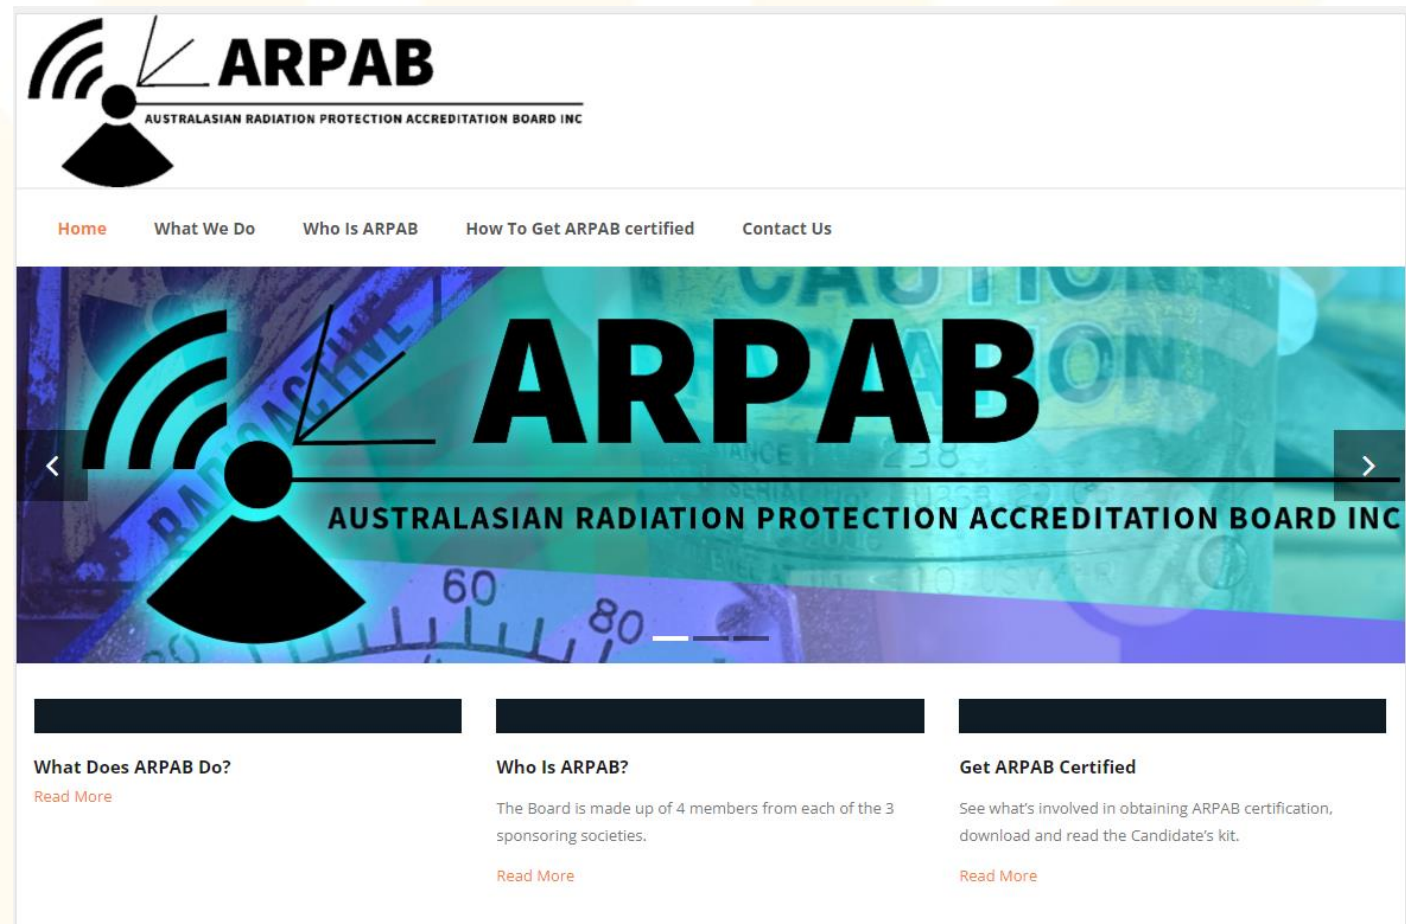 ARPAB
AUSTRALASIAN RADIATION PROTECTION ACCREDITATION BOARD INC
Home What We Do Who Is ARPAB How To Get ARPAB certified Contact Us
CAUTION
RADIOACTIVE
ARPAB
238
AUSTRALASIAN RADIATION PROTECTION ACCREDITATION BOARD INC
60
80
What Does ARPAB Do?
Read More
Who Is ARPAB?
The Board is made up of 4 members from each of the 3
sponsoring societies.
Read More
Get ARPAB Certified
See what's involved in obtaining ARPAB certification,
download and read the Candidate's kit.
Read More